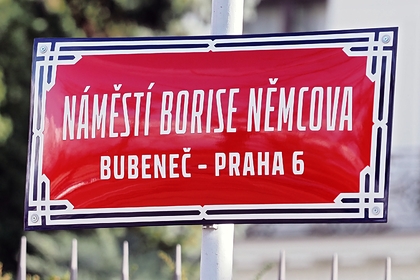 NÁMĚSTÍ BORISE NĚMCOVA
BUBENEČ - PRAHA 6